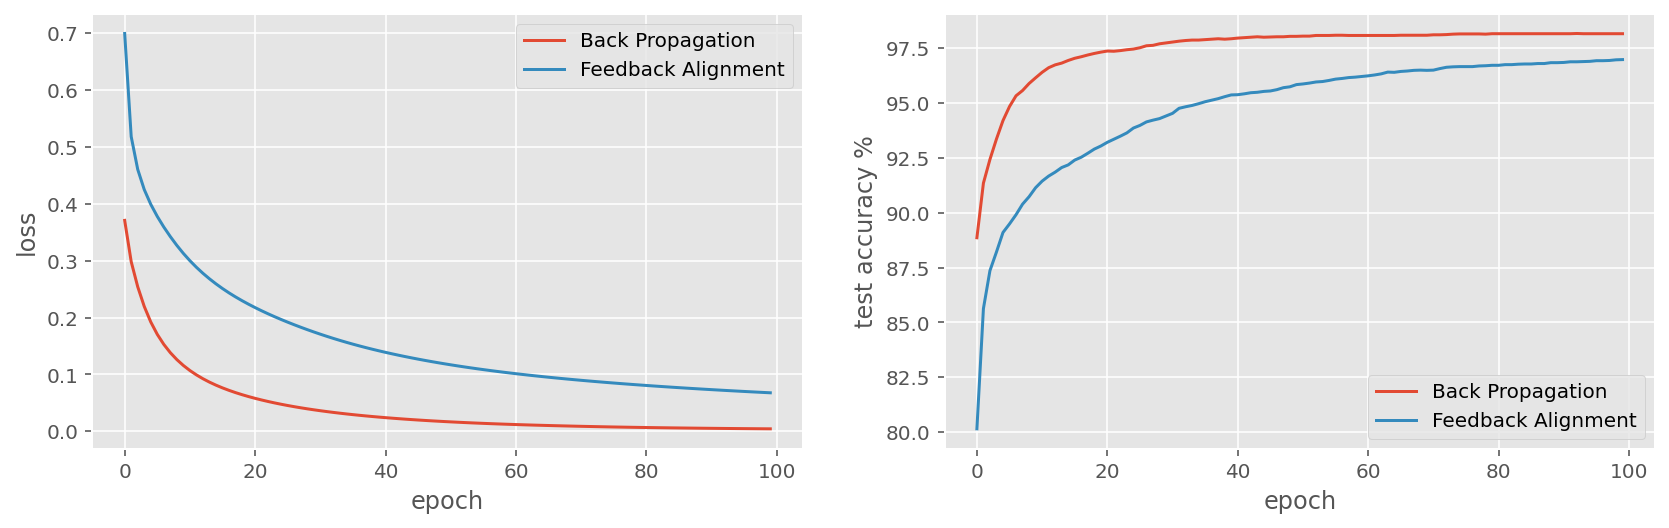 0.7
0.6
0.5
0.4
0.3
0.2
0.1
0.0
loss
0 20 40 60 80 100
epoch
Back Propagation
Feedback Alignment
97.5
95.0
92.5
90.0
87.5
85.0
82.5
80.0
test accuracy %
0 20 40 60 80 100
epoch
Back Propagation
Feedback Alignment